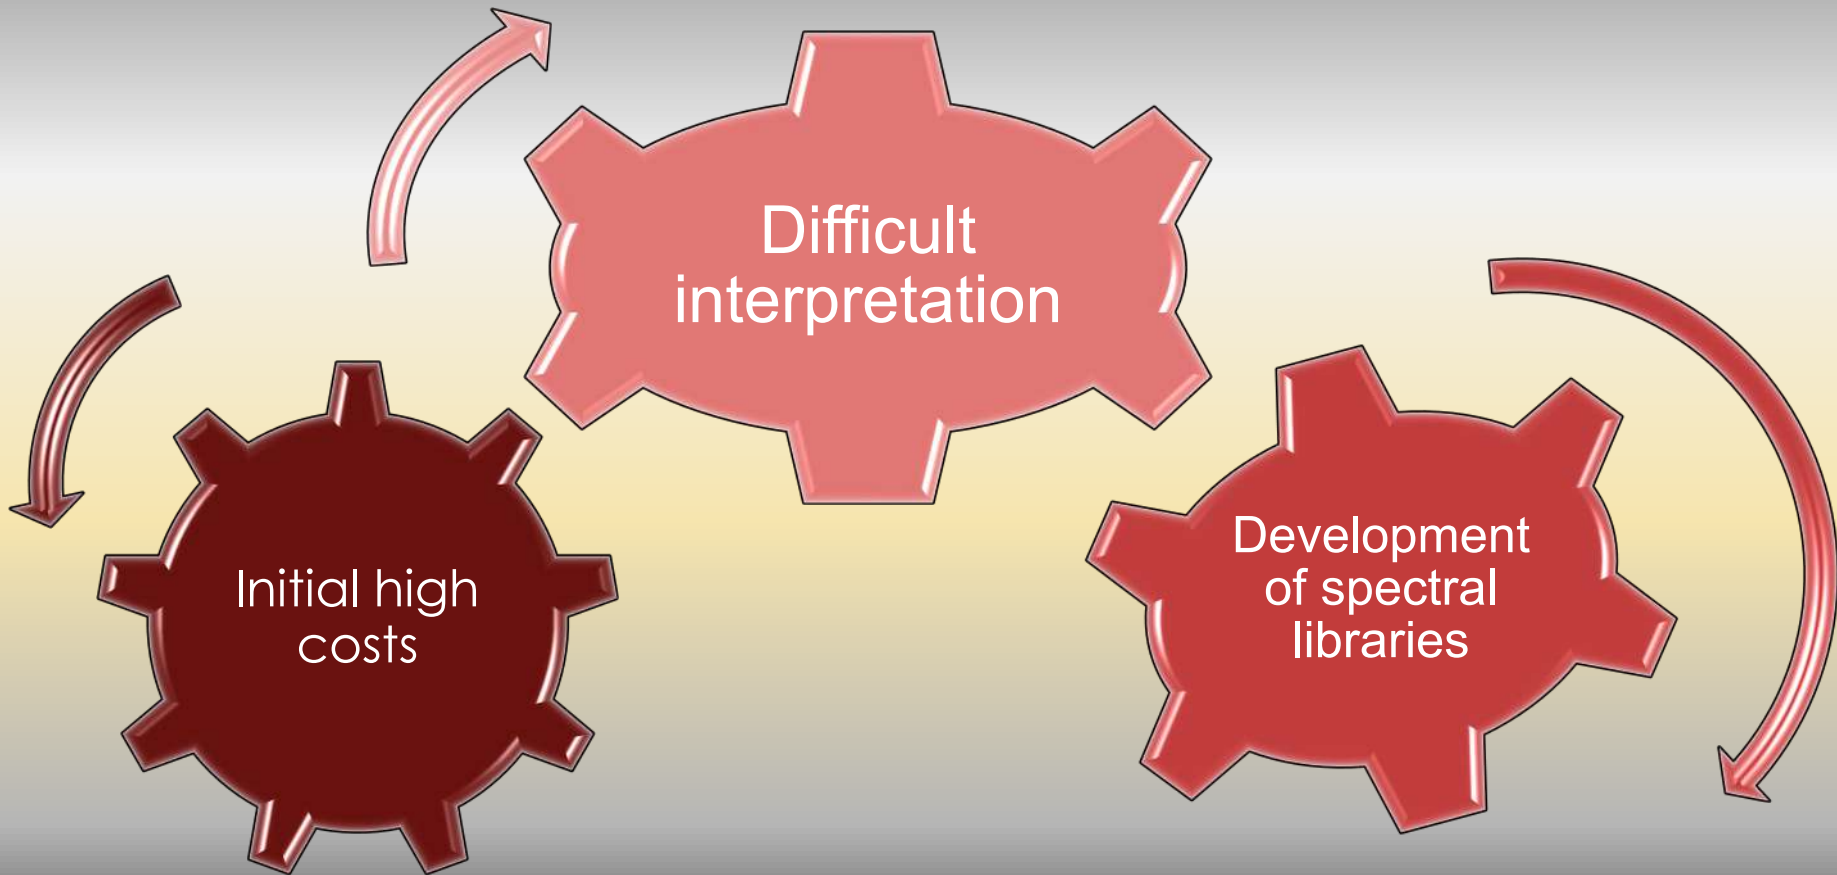 Difficult
interpretation
Initial high
costs
Development
of spectral
libraries